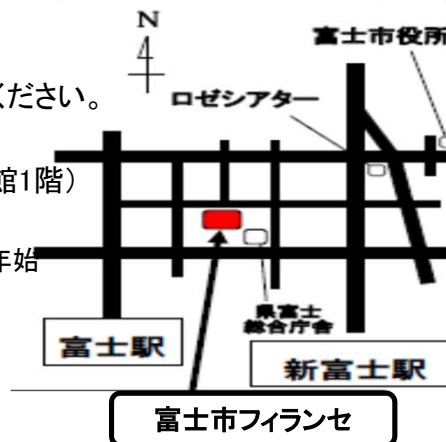 N
富士市役所
ください。
ロゼシアター
館1階）
年始
県富士
総合庁舎
富士駅
新富士駅
富士市フィランセ